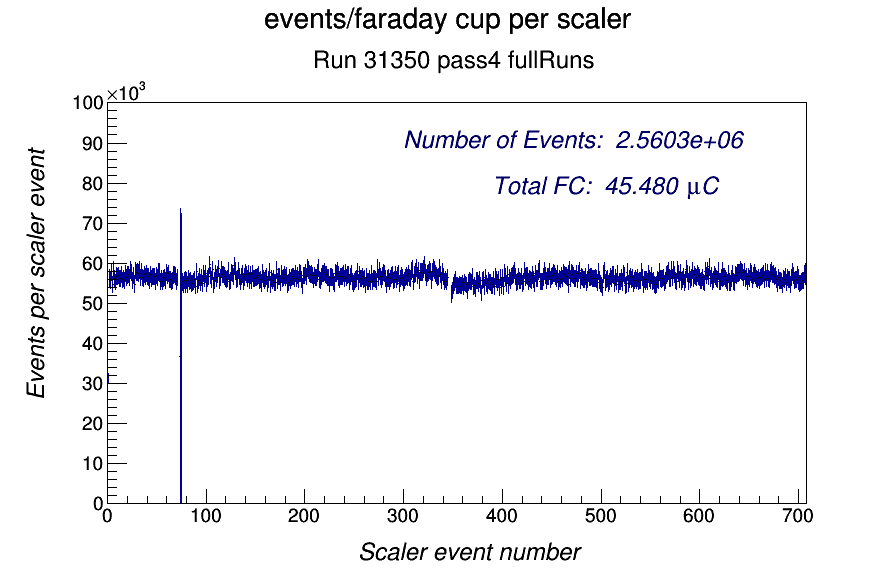 events/faraday cup per scaler
Run 31350 pass4 fullRuns
×10³
100
90
80
70
60
50
40
30
20
10
0
Events per scaler event
Number of Events: 2.5603e+06
Total FC: 45.480 μC
0 100 200 300 400 500 600 700
Scaler event number